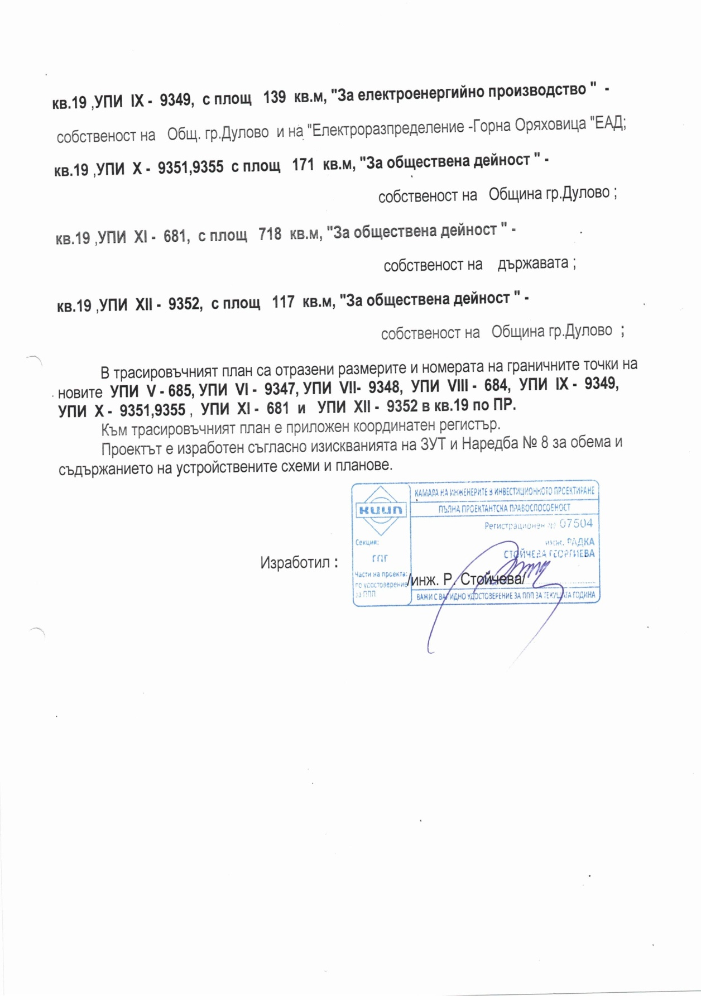 кв.19 ,УПИ IX - 9349, с площ 139 кв.м, "За електроенергийно производство " -
собственост на Общ. гр.Дулово и на "Електроразпределение -Горна Оряховица "ЕАД;
кв.19 ,УПИ X - 9351,9355 с площ 171 кв.м, "За обществена дейност " -
собственост на Община гр.Дулово ;
кв.19 ,УПИ XI - 681, с площ 718 кв.м, "За обществена дейност " -
собственост на държавата ;
кв.19 ,УПИ XII - 9352, с площ 117 кв.м, "За обществена дейност " -
собственост на Община гр.Дулово ;
В трасировъчният план са отразени размерите и номерата на граничните точки на
новите УПИ V - 685, УПИ VI - 9347, УПИ VII- 9348, УПИ VIII - 684, УПИ IX - 9349,
УПИ X - 9351,9355 , УПИ XI - 681 и УПИ XII - 9352 в кв.19 по ПР.
Към трасировъчният план е приложен координатен регистър.
Проектът е изработен съгласно изискванията на ЗУТ и Наредба № 8 за обема и
съдържанието на устройствените схеми и планове.
КАМАРА НА ИНЖЕНЕРИТЕ В ИНВЕСТИЦИОННОТО ПРОЕКТИРАНЕ
КИИП
ПЪЛНА ПРОЕКТАНТСКА ПРАВОСПОСОБНОСТ
Регистрационен № 07504
Секция:
инж. РАДКА
ГПГ
СТОЙЧЕВА ГЕОРГИЕВА
Изработил :
Части на проекта:
по удостоверение
за ППП
/инж. Р. Стойчева/
ВАЖИ С ВАЛИДНО УДОСТОВЕРЕНИЕ ЗА ППП ЗА ТЕКУЩАТА ГОДИНА